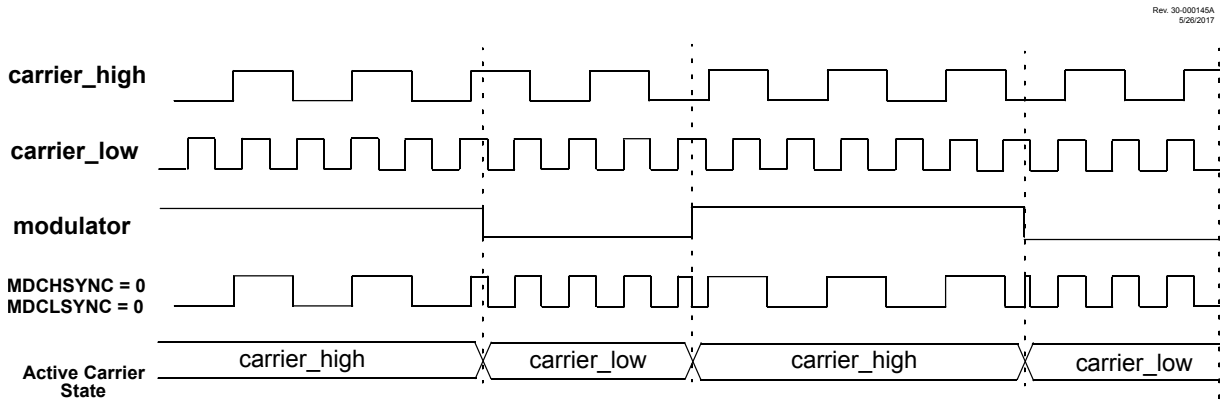 Rev. 30-000145A
5/26/2017
carrier_high
carrier_low
modulator
MDCHSYNC = 0
MDCLSYNC = 0
Active Carrier
State
carrier_high
carrier_low
carrier_high
carrier_low